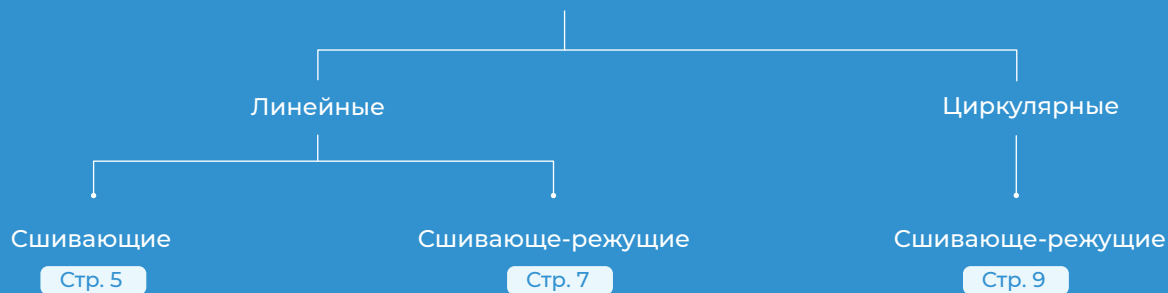 Линейные
Циркулярные
Сшивающие
Сшивающе-режущие
Сшивающе-режущие
Стр. 5
Стр. 7
Стр. 9